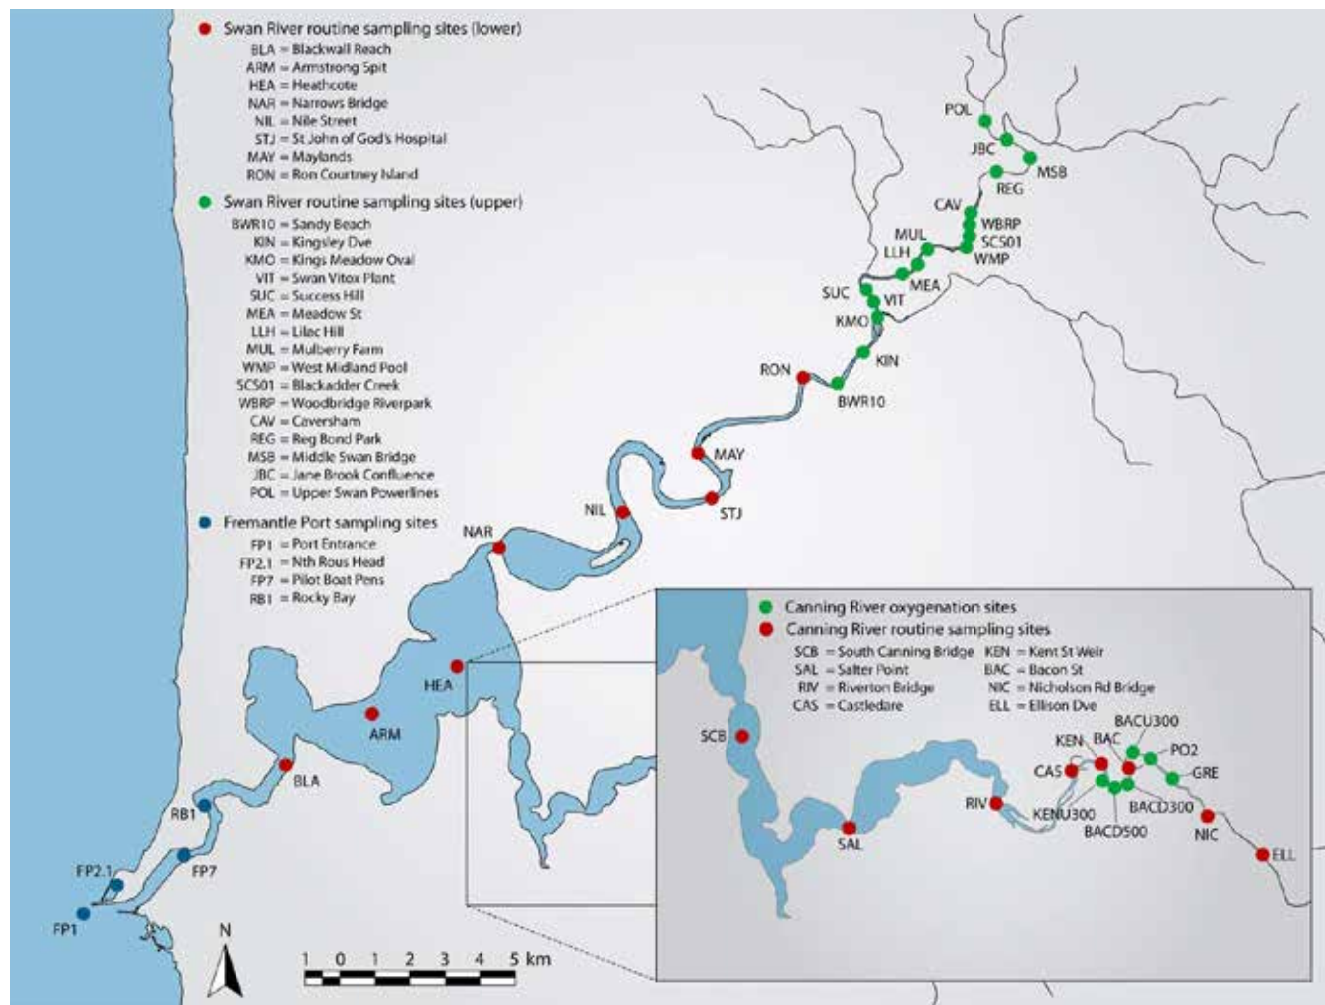 Swan River routine sampling sites (lower)
BLA = Blackwall Reach
ARM = Armstrong Spit
HEA = Heathcote
NAR = Narrows Bridge
NIL = Nile Street
STJ = St John of God's Hospital
MAY = Maylands
RON = Ron Courtney Island
Swan River routine sampling sites (upper)
BWR10 = Sandy Beach
KIN = Kingsley Dve
KMO = Kings Meadow Oval
VIT = Swan Vitox Plant
SUC = Success Hill
MEA = Meadow St
LLH = Lilac Hill
MUL = Mulberry Farm
WMP = West Midland Pool
SCS01 = Blackadder Creek
WBRP = Woodbridge Riverpark
CAV = Caversham
REG = Reg Bond Park
MSB = Middle Swan Bridge
JBC = Jane Brook Confluence
POL = Upper Swan Powerlines
Fremantle Port sampling sites
FP1 = Port Entrance
FP2.1 = Nth Rous Head
FP7 = Pilot Boat Pens
RB1 = Rocky Bay
POL
JBC
MSB
REG
CAV
WBRP
SCS01
WMP
MUL
LLH
MEA
SUC
VIT
KMO
KIN
RON
BWR10
MAY
STJ
NIL
NAR
HEA
ARM
BLA
RB1
FP7
FP2.1
FP1
N
1 0 1 2 3 4 5 km
Canning River oxygenation sites
Canning River routine sampling sites
SCB = South Canning Bridge KEN = Kent St Weir
SAL = Salter Point BAC = Bacon St
RIV = Riverton Bridge NIC = Nicholson Rd Bridge
CAS = Castledare ELL = Ellison Dve
SCB
SAL
RIV
CAS
KEN
BAC
BACU300
PO2
GRE
KENU300
BACD500
BACD300
NIC
ELL